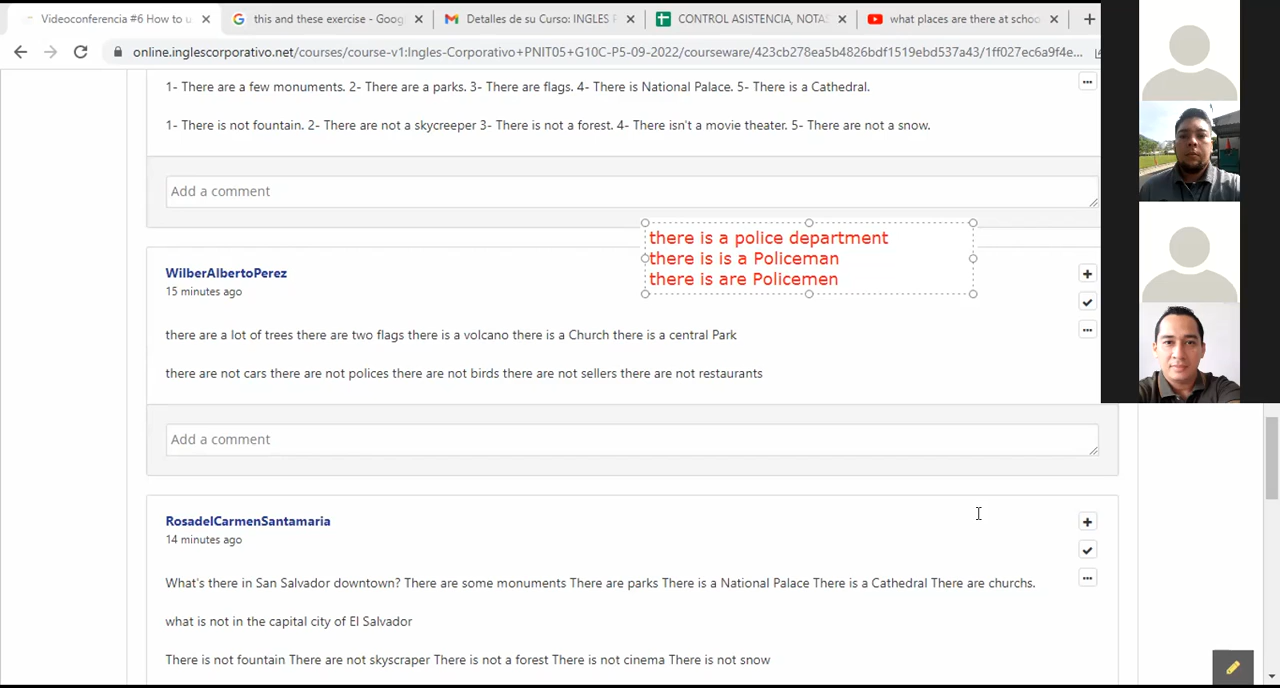 Videoconferencia #6 How to u
this and these exercise - Goog
Detalles de su Curso: INGLES F
CONTROL ASISTENCIA, NOTAS
what places are there at schoo
online.inglescorporativo.net/courses/course-v1:Ingles-Corporativo+PNIT05+G10C-P5-09-2022/courseware/423cb278ea5b4826bdf1519ebd537a43/1ff027ec6a9f4e...
1- There are a few monuments. 2- There are a parks. 3- There are flags. 4- There is National Palace. 5- There is a Cathedral.
1- There is not fountain. 2- There are not a skycreeper 3- There is not a forest. 4- There isn't a movie theater. 5- There are not a snow.
Add a comment
there is a police department
there is is a Policeman
there is are Policemen
WilberAlbertoPerez
15 minutes ago
there are a lot of trees there are two flags there is a volcano there is a Church there is a central Park
there are not cars there are not polices there are not birds there are not sellers there are not restaurants
Add a comment
RosadelCarmenSantamaria
14 minutes ago
What's there in San Salvador downtown? There are some monuments There are parks There is a National Palace There is a Cathedral There are churchs.
what is not in the capital city of El Salvador
There is not fountain There are not skyscraper There is not a forest There is not cinema There is not snow